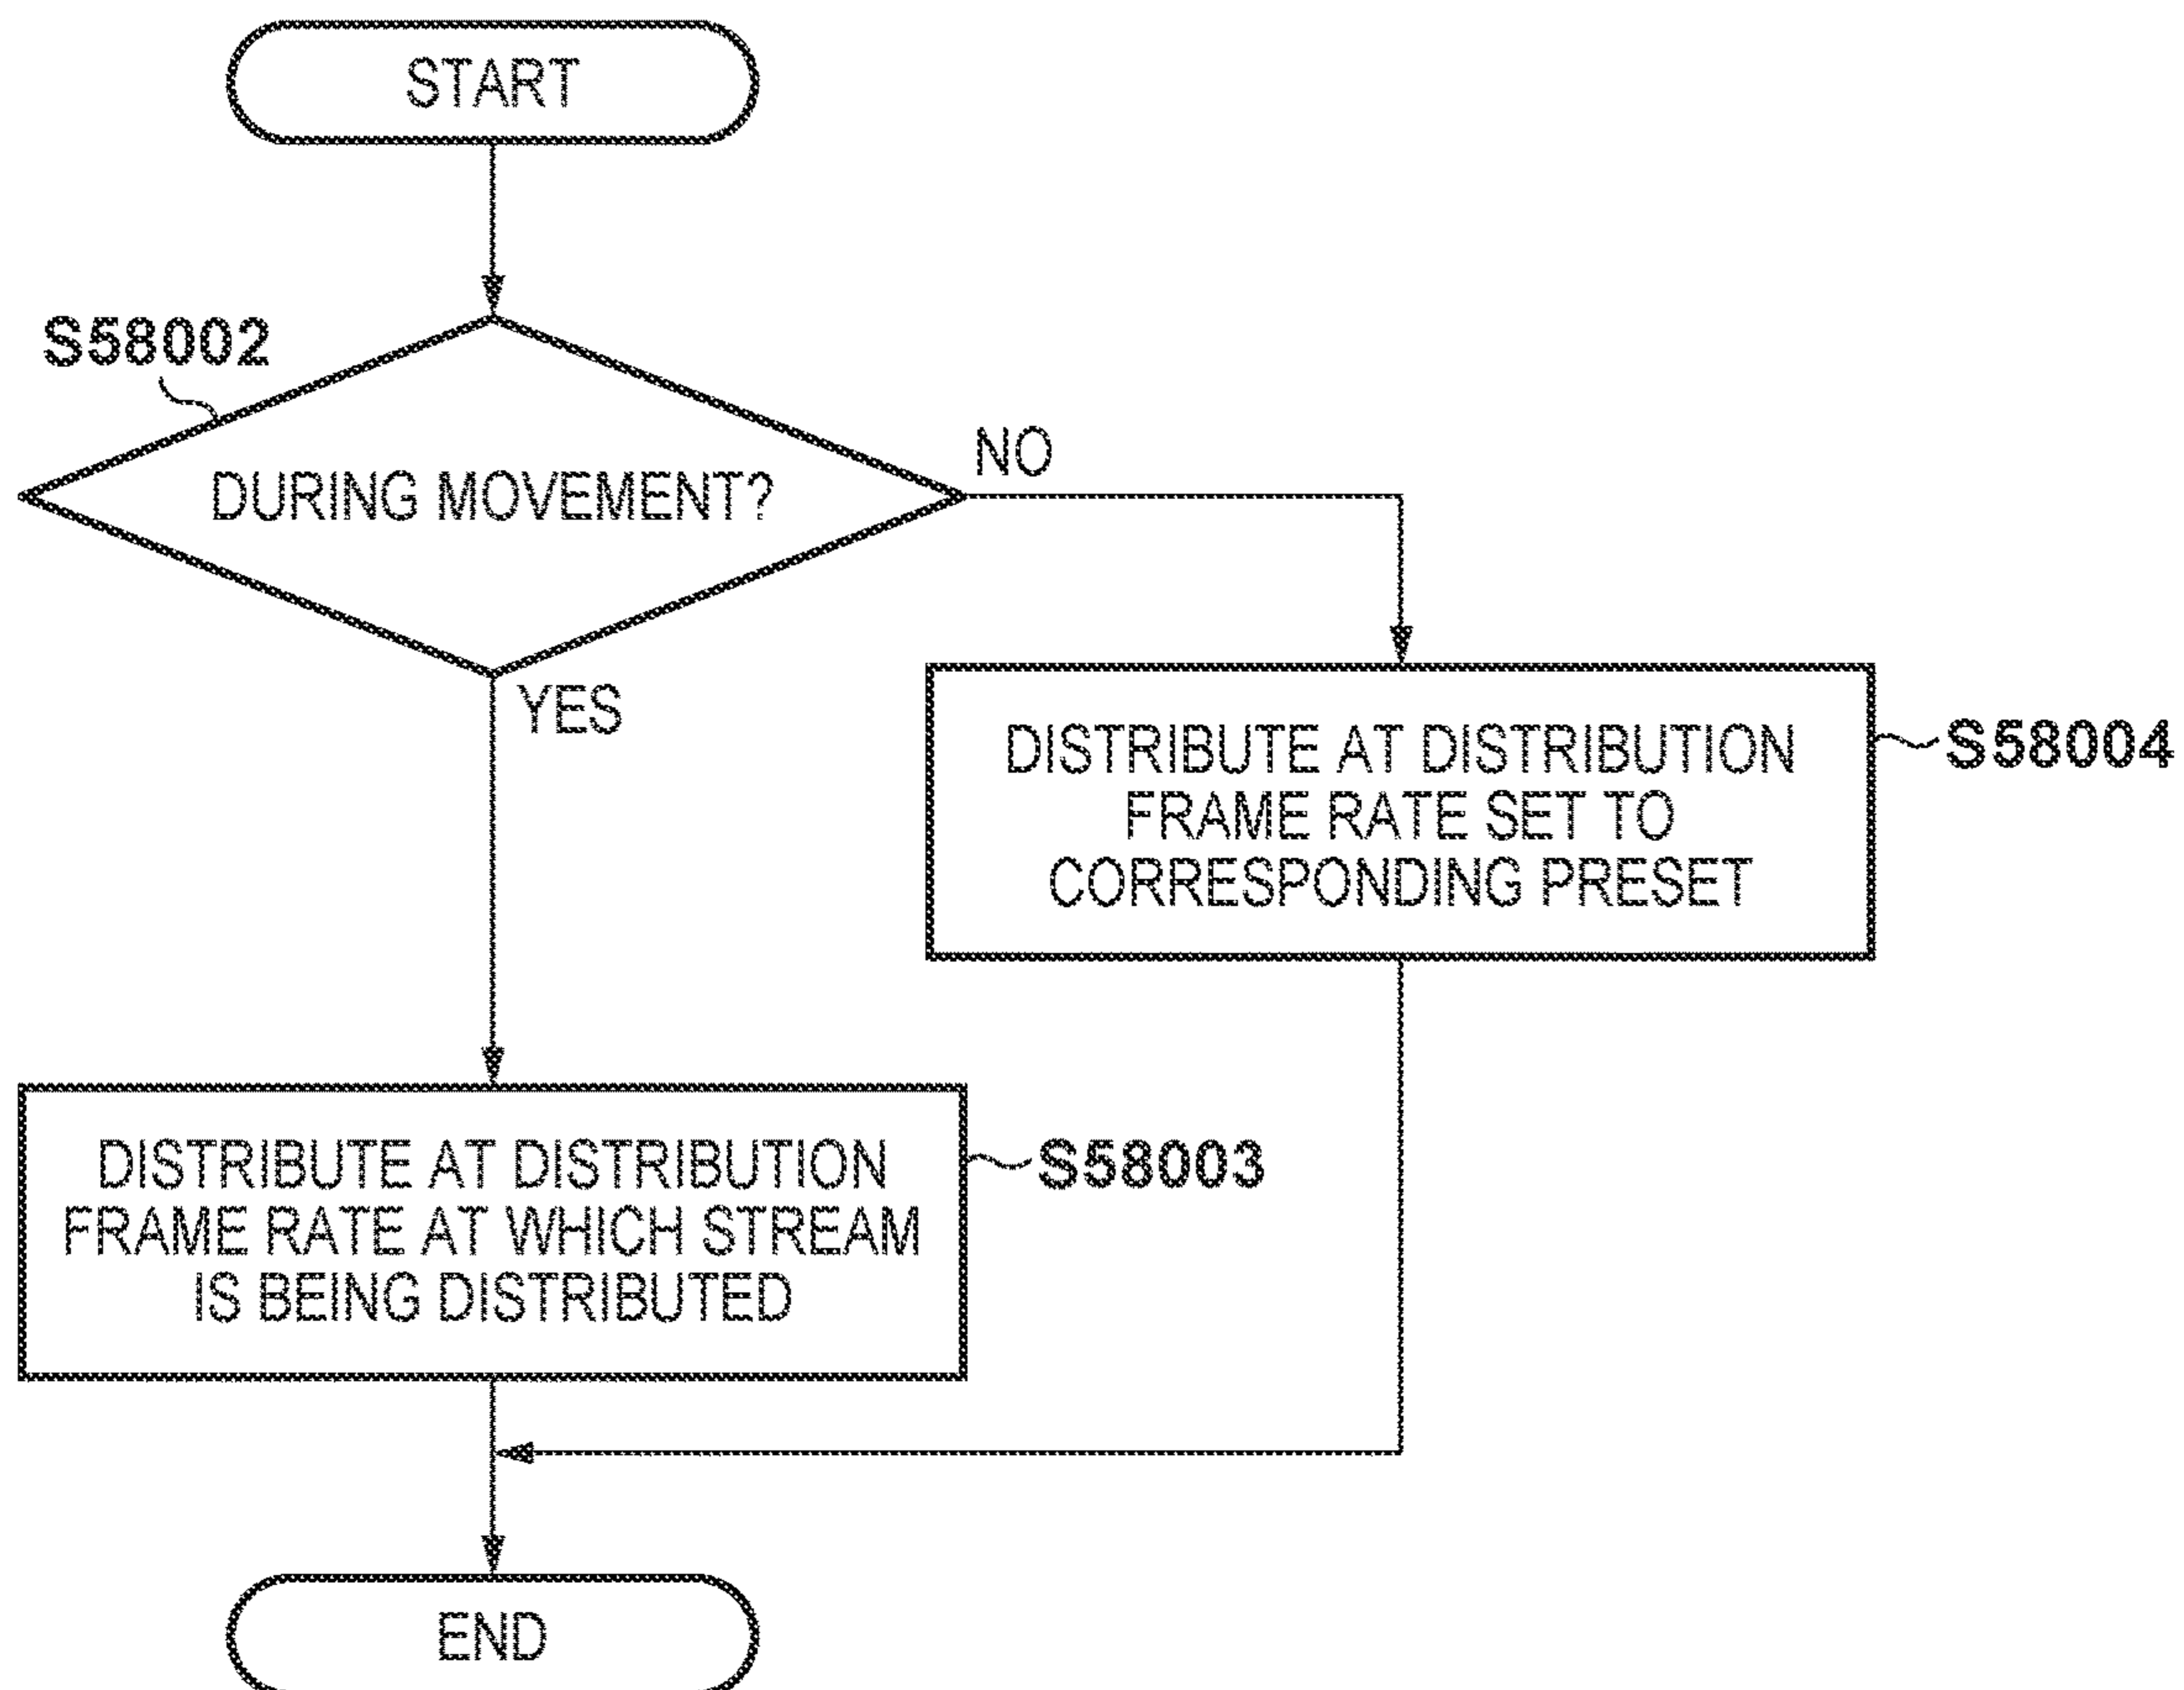 START
S58002
DURING MOVEMENT?
NO
YES
DISTRIBUTE AT DISTRIBUTION
FRAME RATE SET TO
CORRESPONDING PRESET
S58004
DISTRIBUTE AT DISTRIBUTION
FRAME RATE AT WHICH STREAM
IS BEING DISTRIBUTED
S58003
END